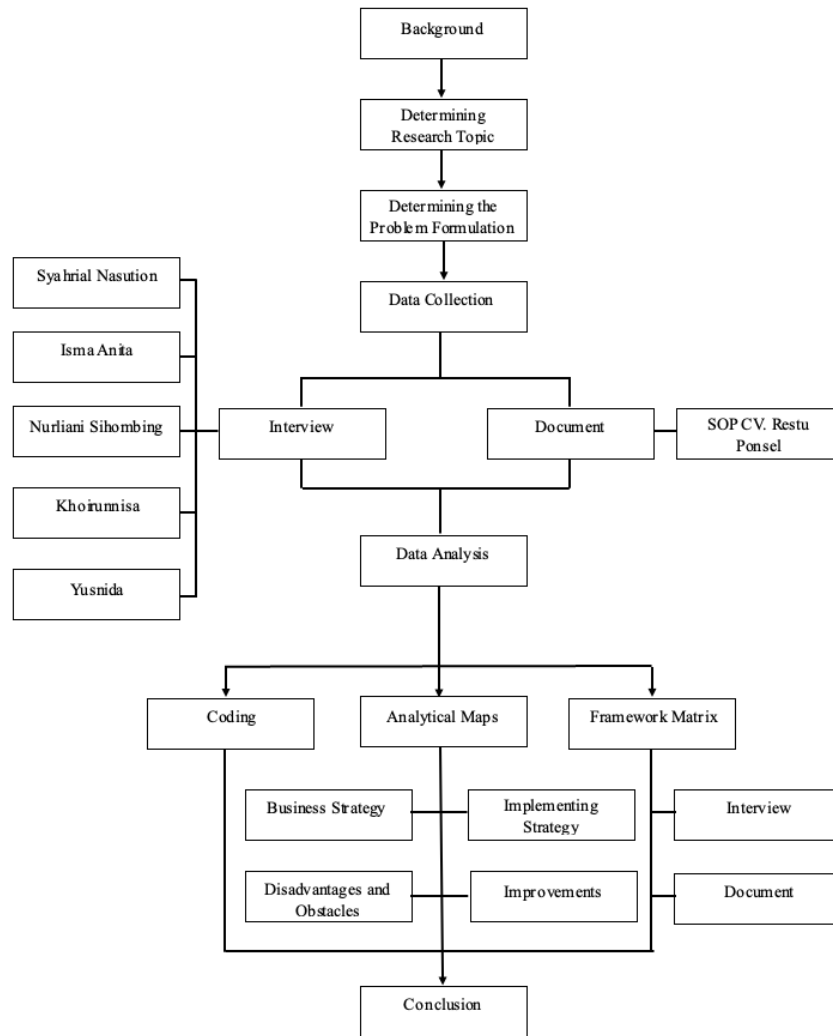 Background
Determining
Research Topic
Determining the
Problem Formulation
Syahrial Nasution
Data Collection
Isma Anita
Nurliani Sihombing
Interview
Document
SOP CV. Restu
Ponsel
Khoirunnisa
Data Analysis
Yusnida
Coding
Analytical Maps
Framework Matrix
Business Strategy
Implementing
Strategy
Interview
Disadvantages and
Obstacles
Improvements
Document
Conclusion